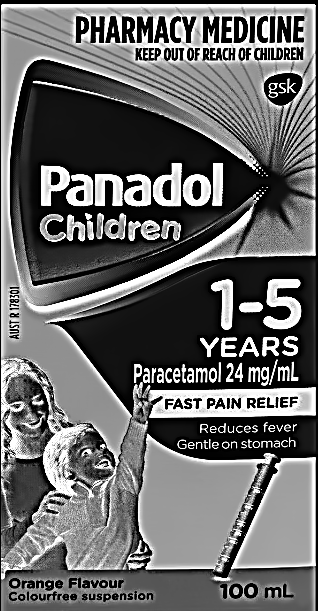 PHARMACY MEDICINE
KEEP OUT OF REACH OF CHILDREN
gsk
Panadol
Children
AUST R 178301
1-5
YEARS
Paracetamol 24 mg/mL
FAST PAIN RELIEF
Reduces fever
Gentle on stomach
Orange Flavour
Colourfree suspension
100 mL